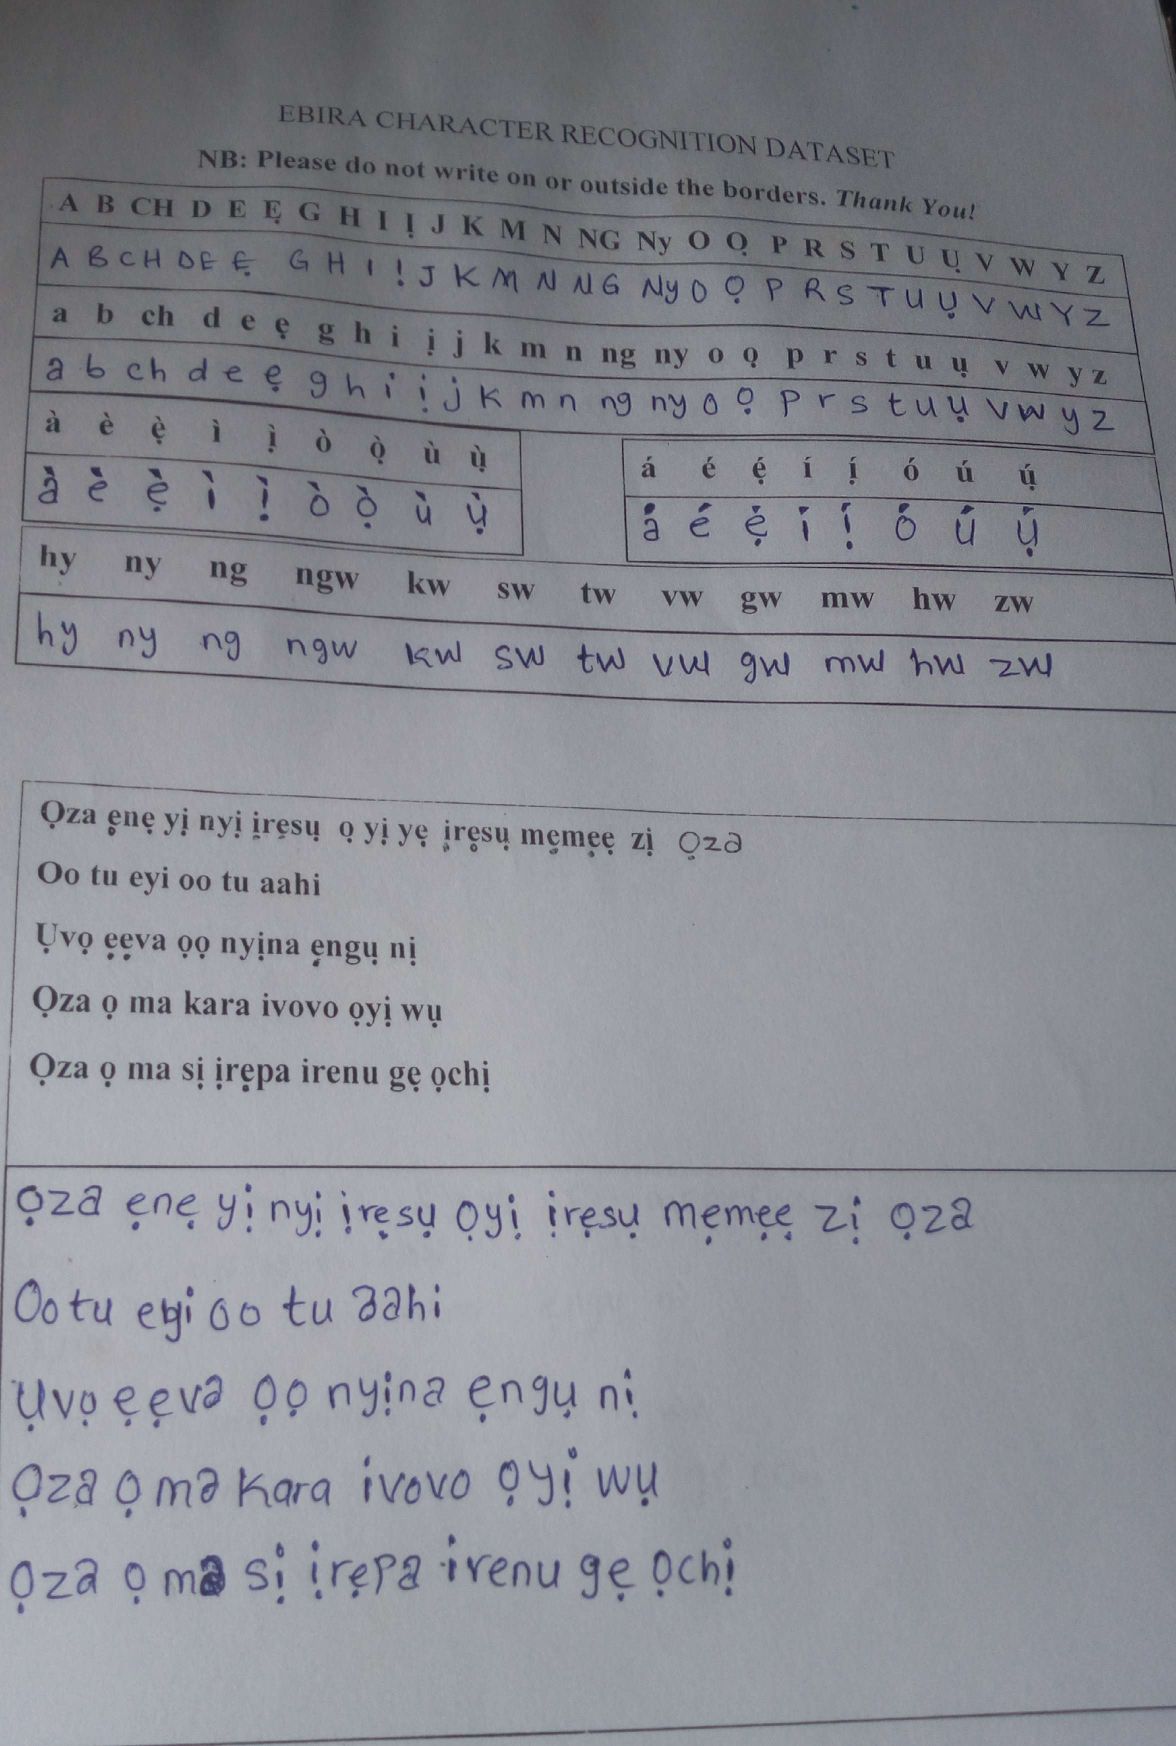 EBIRA CHARACTER RECOGNITION DATASET
NB: Please do not write on or outside the borders. Thank You!
A B CH D E Ẹ G H I Ị J K M N NG Ny O Ọ P R S T U Ụ V W Y Z
A B CH D E Ẹ G H I Ị J K M N NG Ny O Ọ P R S T U Ụ V W Y Z
a b ch d e ẹ g h i ị j k m n ng ny o ọ p r s t u ụ v w y z
a b ch d e ẹ g h i ị j k m n ng ny o ọ p r s t u ụ v w y z
à è ẹ̀ ì ị̀ ò ọ̀ ù ụ̀
à è ẹ̀ ì ị̀ ò ọ̀ ù ụ̀
á é ẹ́ í ị́ ó ú ụ́
á é ẹ́ í ị́ ó ú ụ́
hy ny ng ngw kw sw tw vw gw mw hw zw
hy ny ng ngw kw sw tw vw gw mw hw zw
Ọza ẹnẹ yị nyị ịrẹsụ ọ yị yẹ ịrẹsụ mẹmẹẹ zị Ọza
Oo tu eyi oo tu aahi
Ụvọ ẹẹva ọọ nyịna ẹngụ nị
Ọza ọ ma kara ivovo ọyị wụ
Ọza ọ ma sị ịrẹpa irenu gẹ ọchị
Ọza ẹnẹ yị nyị ịrẹsụ ọyị ịrẹsụ mẹmẹẹ zị ọza
Oo tu eyi oo tu aahi
Ụvọ ẹẹva ọọ nyịna ẹngụ nị
Ọza ọ ma kara ivovo ọyị wụ
Ọza ọ ma sị ịrẹpa irenu gẹ ọchị